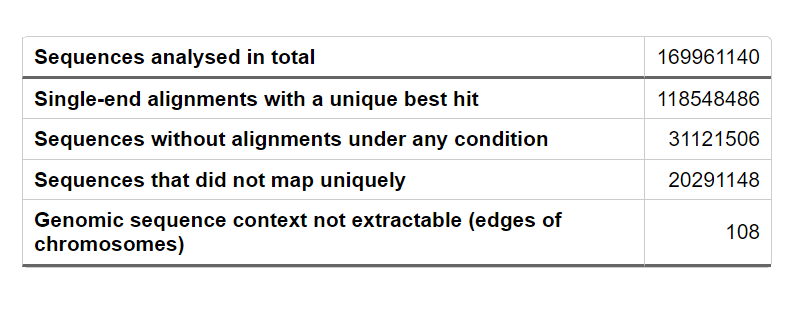 Sequences analysed in total 169961140
Single-end alignments with a unique best hit 118548486
Sequences without alignments under any condition 31121506
Sequences that did not map uniquely 20291148
Genomic sequence context not extractable (edges of
chromosomes) 108